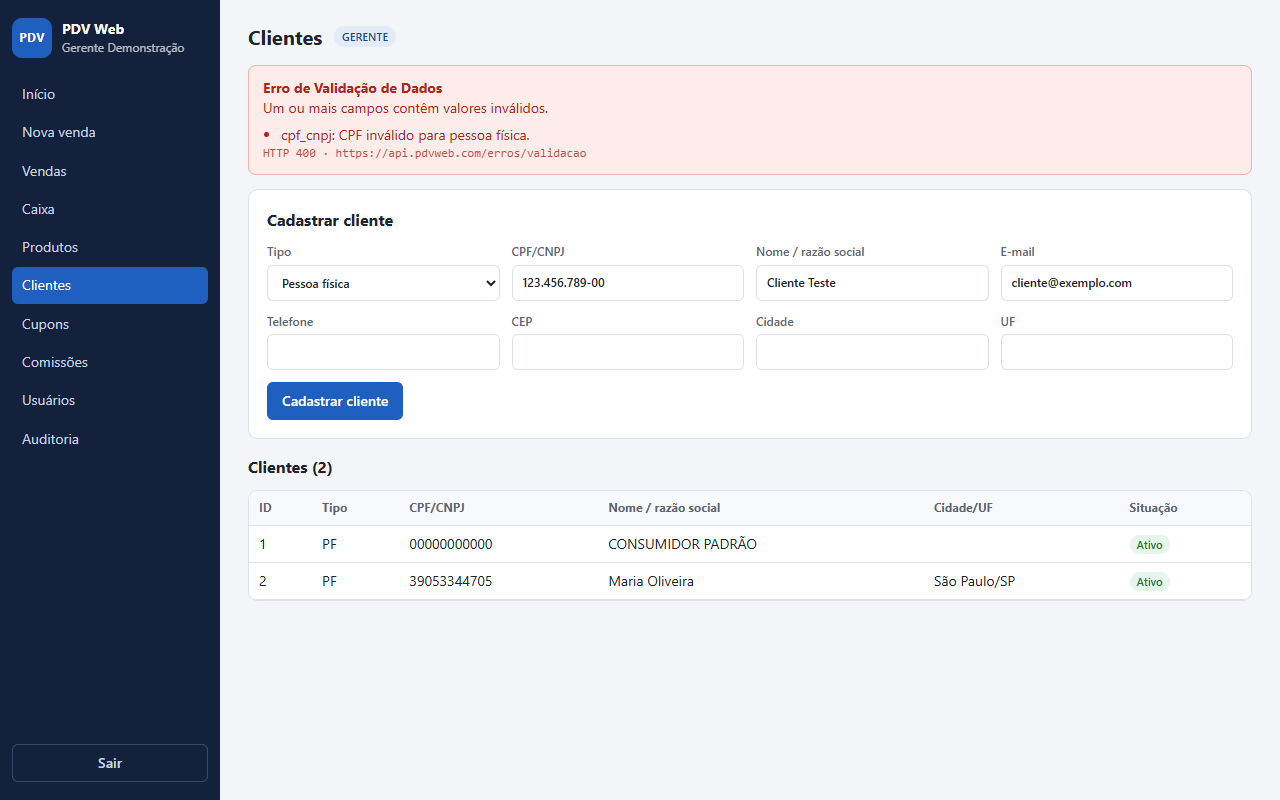 PDV
PDV Web
Gerente Demonstração
Início
Nova venda
Vendas
Caixa
Produtos
Clientes
Cupons
Comissões
Usuários
Auditoria
Sair
Clientes GERENTE
Erro de Validação de Dados
Um ou mais campos contêm valores inválidos.
• cpf_cnpj: CPF inválido para pessoa física.
HTTP 400 · https://api.pdvweb.com/erros/validacao
Cadastrar cliente
Tipo CPF/CNPJ Nome / razão social E-mail
Pessoa física 123.456.789-00 Cliente Teste cliente@exemplo.com
Telefone CEP Cidade UF
Cadastrar cliente
Clientes (2)
ID Tipo CPF/CNPJ Nome / razão social Cidade/UF Situação
1 PF 00000000000 CONSUMIDOR PADRÃO Ativo
2 PF 39053344705 Maria Oliveira São Paulo/SP Ativo